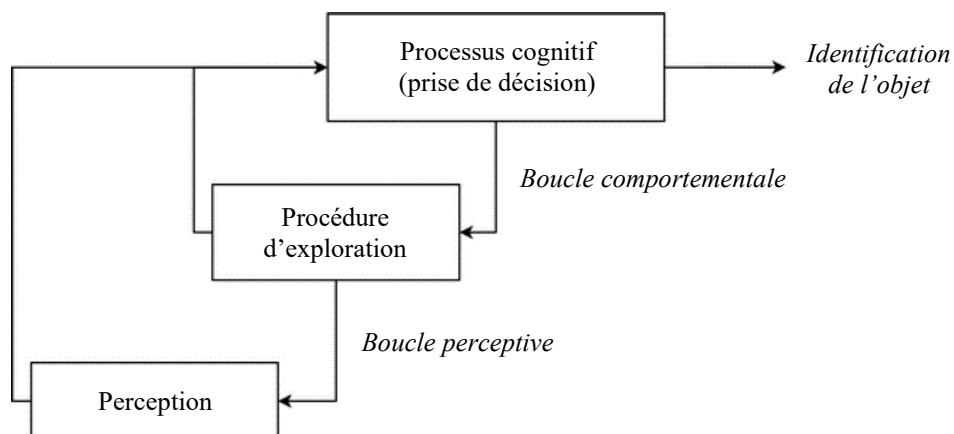 Processus cognitif
(prise de décision)
Identification
de l’objet
Boucle comportementale
Procédure
d’exploration
Boucle perceptive
Perception